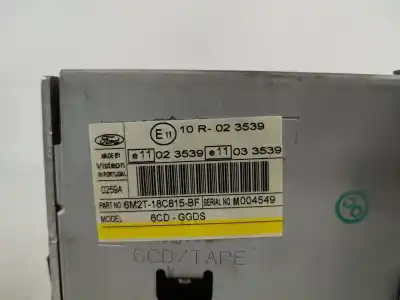 Ford
E11 10 R- 02 3539
MADE BY
Visteon
IN PORTUGAL
e11 02 3539 e11 03 3539
0259A
PART NO 6M2T-18C815-BF SERIAL NO M004549
MODEL 6CD - GGDS
6CD/TAPE